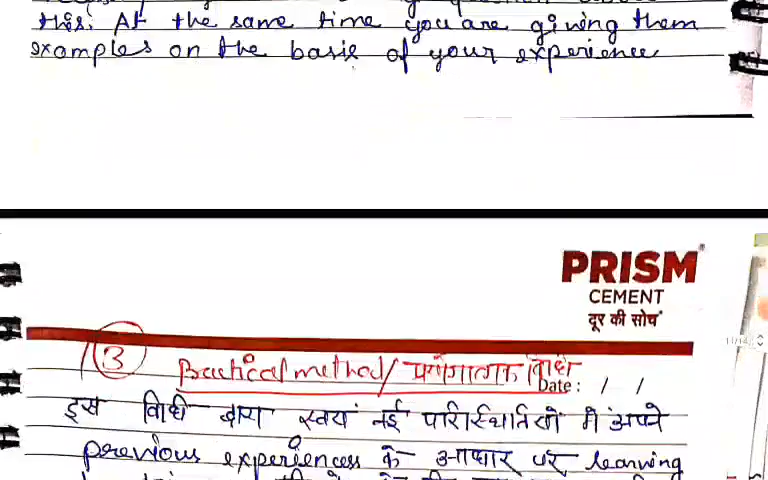 this. At the same time you are giving them
examples on the basis of your experience
PRISM
CEMENT
दूर की सोच
3
Practical method/ प्रयोगात्मक विधि
Date: / /
इस विधि द्वारा स्वयं नई परिस्थितियों में अपने
previous experiences के आधार पर learning